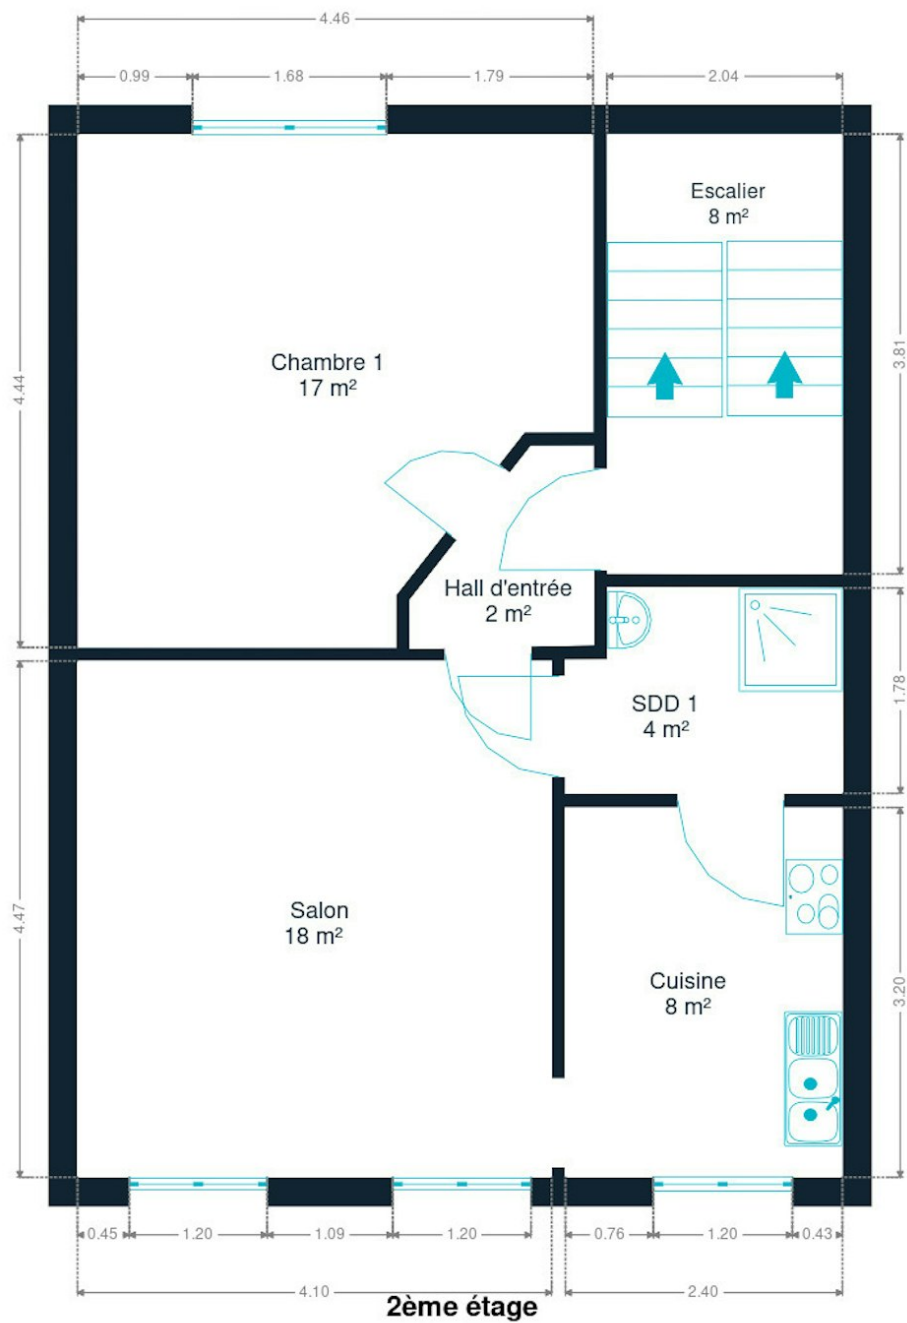 4.46
0.99
1.68
1.79
2.04
Escalier
8 m²
4.44
3.81
Chambre 1
17 m²
Hall d'entrée
2 m²
SDD 1
4 m²
1.78
4.47
Salon
18 m²
Cuisine
8 m²
3.20
0.45
1.20
1.09
1.20
0.76
1.20
0.43
4.10
2.40
2ème étage